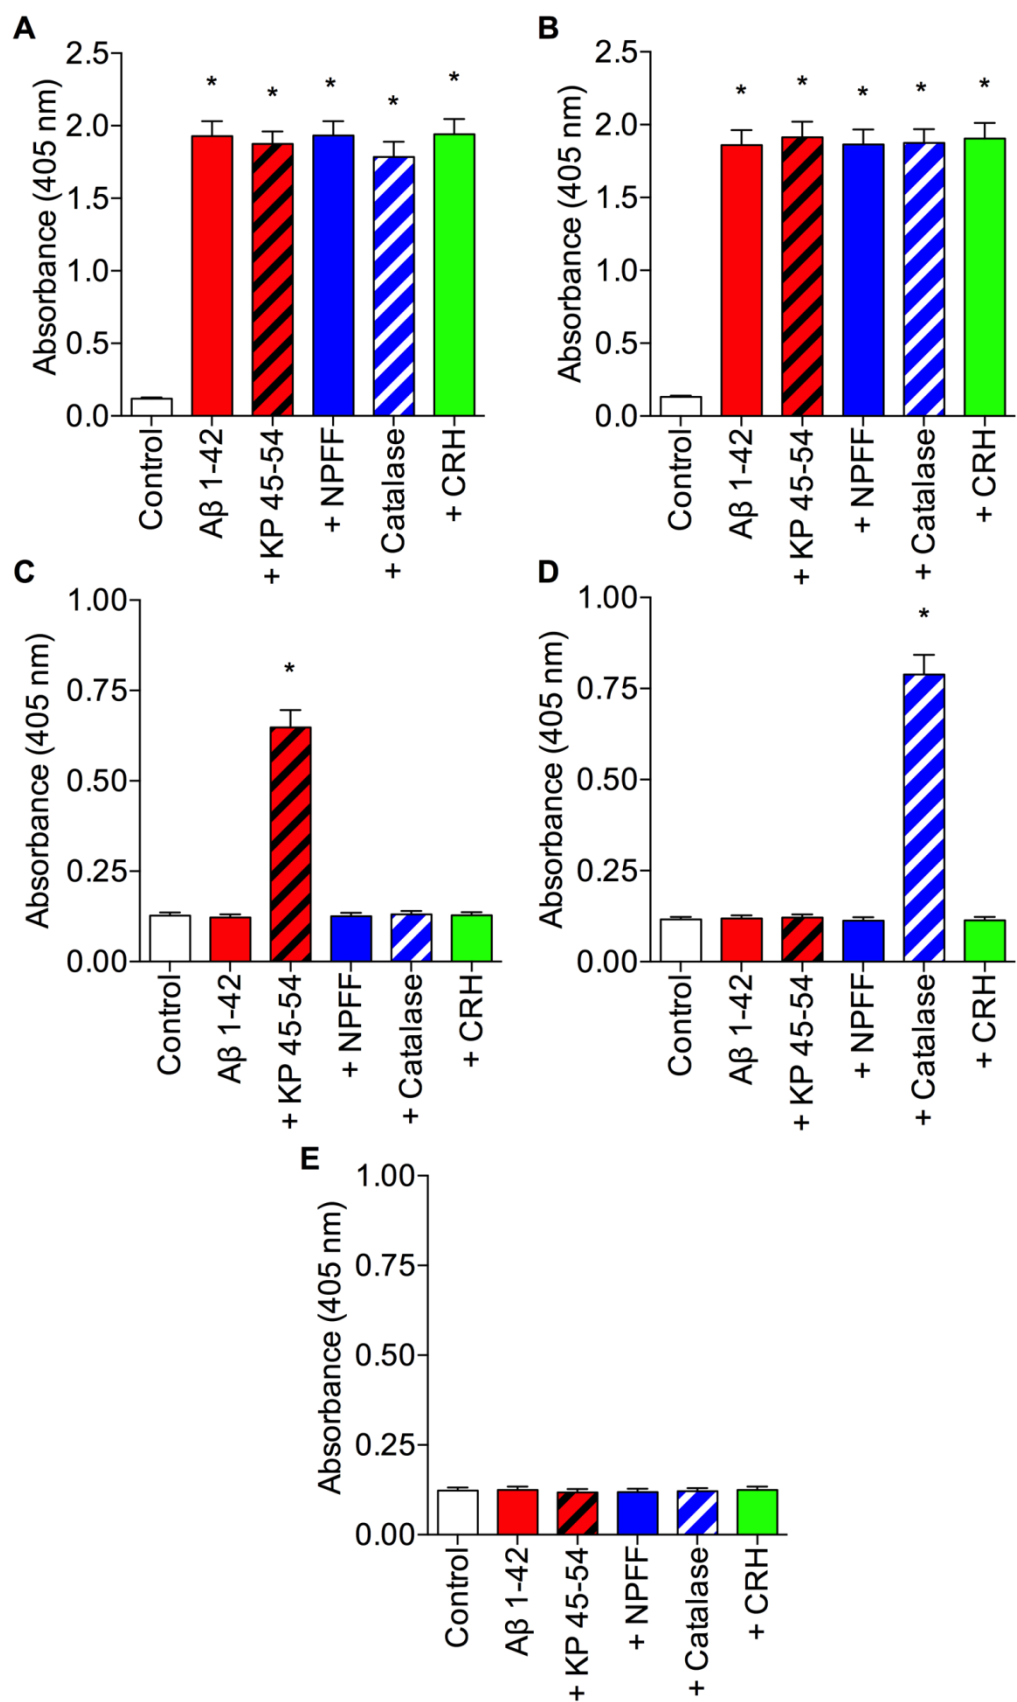 A
Absorbance (405 nm)
2.5
2.0
1.5
1.0
0.5
0.0
* * * * *
Control
Aβ 1-42
+ KP 45-54
+ NPFF
+ Catalase
+ CRH
B
Absorbance (405 nm)
2.5
2.0
1.5
1.0
0.5
0.0
* * * * *
Control
Aβ 1-42
+ KP 45-54
+ NPFF
+ Catalase
+ CRH
C
Absorbance (405 nm)
1.00
0.75
0.50
0.25
0.00
*
Control
Aβ 1-42
+ KP 45-54
+ NPFF
+ Catalase
+ CRH
D
Absorbance (405 nm)
1.00
0.75
0.50
0.25
0.00
*
Control
Aβ 1-42
+ KP 45-54
+ NPFF
+ Catalase
+ CRH
E
Absorbance (405 nm)
1.00
0.75
0.50
0.25
0.00
Control
Aβ 1-42
+ KP 45-54
+ NPFF
+ Catalase
+ CRH